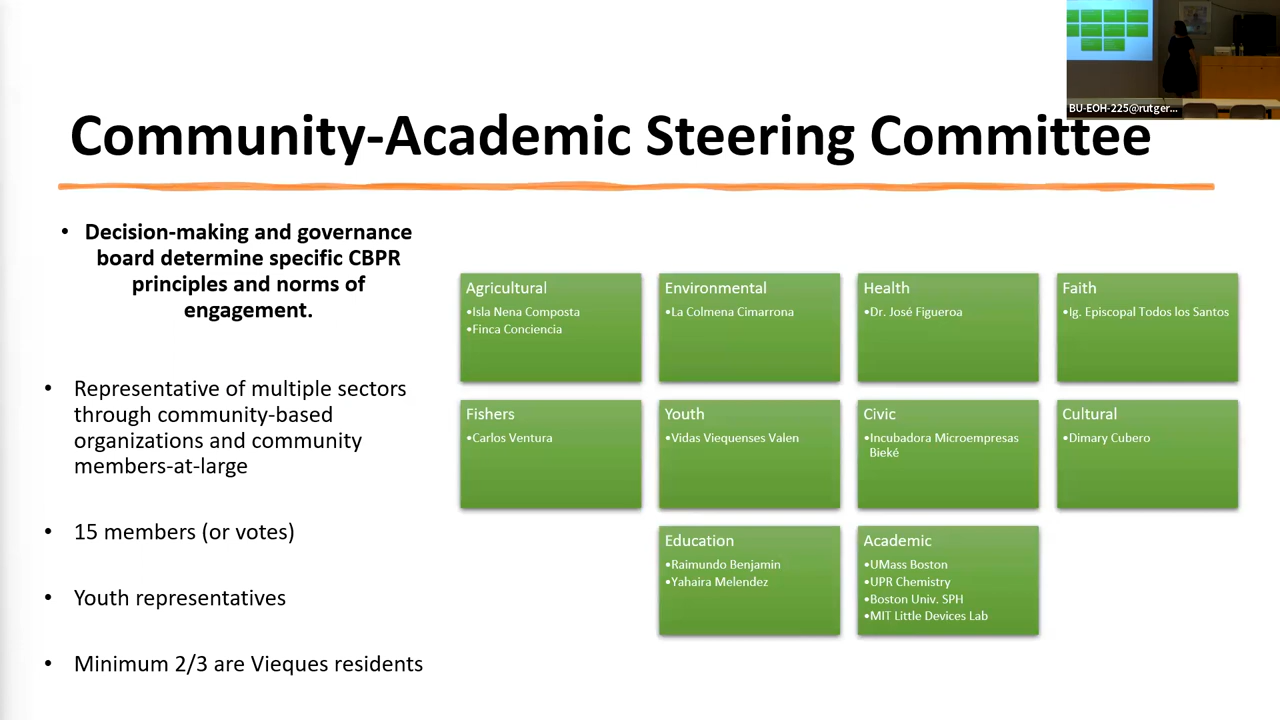 BU-EOH-225@rutger...
Community-Academic Steering Committee
• Decision-making and governance
board determine specific CBPR
principles and norms of
engagement.
• Representative of multiple sectors
through community-based
organizations and community
members-at-large
• 15 members (or votes)
• Youth representatives
• Minimum 2/3 are Vieques residents
Agricultural
•Isla Nena Composta
•Finca Conciencia
Environmental
•La Colmena Cimarrona
Health
•Dr. José Figueroa
Faith
•Ig. Episcopal Todos los Santos
Fishers
•Carlos Ventura
Youth
•Vidas Viequenses Valen
Civic
•Incubadora Microempresas
Bieké
Cultural
•Dimary Cubero
Education
•Raimundo Benjamin
•Yahaira Melendez
Academic
•UMass Boston
•UPR Chemistry
•Boston Univ. SPH
•MIT Little Devices Lab